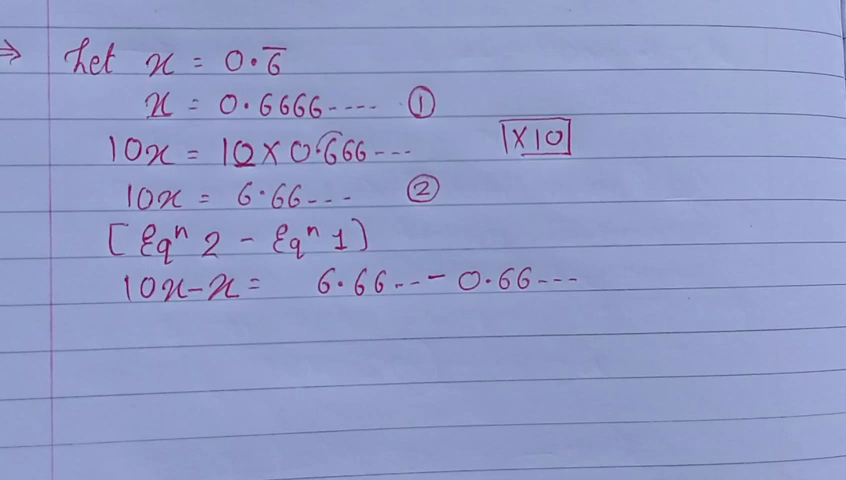 ⇒ Let x = 0.6̅
x = 0.6666---- ①
10x = 10 × 0.666--- 1×10
10x = 6.66--- ②
[Eqⁿ 2 - Eqⁿ 1]
10x-x = 6.66--- - 0.66---